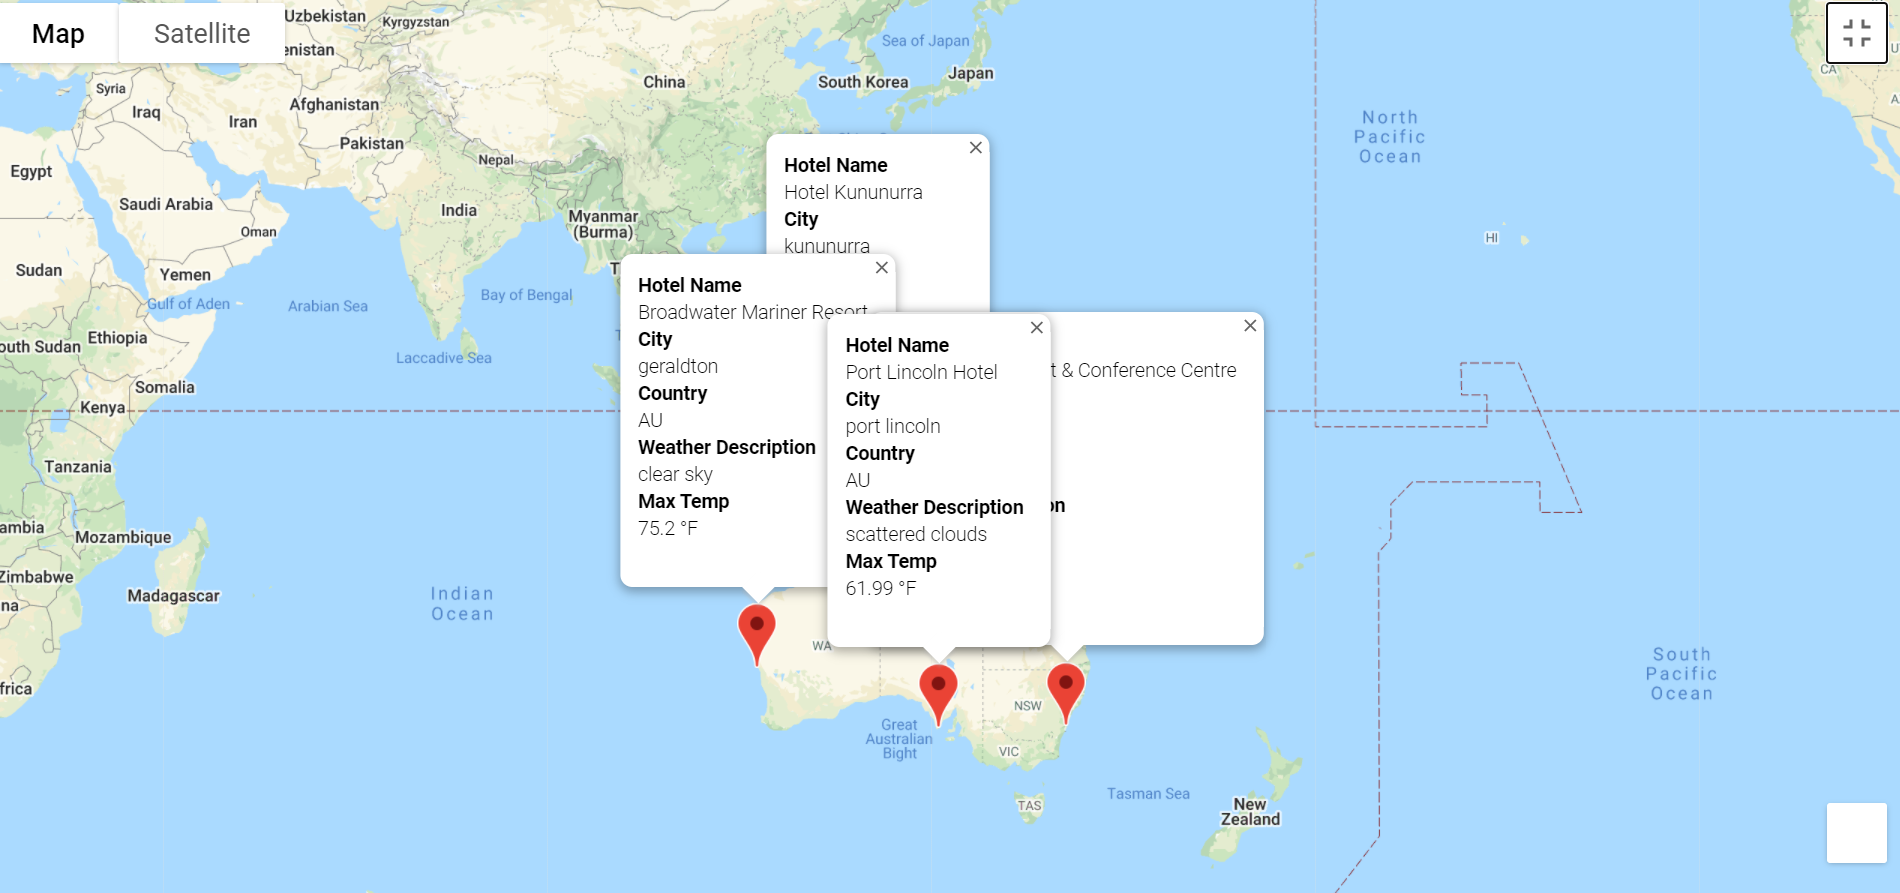 Map
Satellite
Uzbekistan
Kyrgyzstan
enistan
Syria
Iraq
Iran
Afghanistan
Pakistan
China
Nepal
South Korea
Sea of Japan
Japan
Egypt
Saudi Arabia
Oman
India
Myanmar
(Burma)
Sudan
Yemen
Gulf of Aden
Arabian Sea
Bay of Bengal
outh Sudan
Ethiopia
Laccadive Sea
Somalia
Kenya
Tanzania
ambia
Mozambique
Zimbabwe
na
Madagascar
frica
Indian
Ocean
North
Pacific
Ocean
HI
CA
Hotel Name
Hotel Kununurra
City
kununurra
Hotel Name
Broadwater Mariner Resort
City
geraldton
Country
AU
Weather Description
clear sky
Max Temp
75.2 °F
Hotel Name
Port Lincoln Hotel
City
port lincoln
Country
AU
Weather Description
scattered clouds
Max Temp
61.99 °F
t & Conference Centre
on
WA
NSW
VIC
TAS
Great
Australian
Bight
Tasman Sea
New
Zealand
South
Pacific
Ocean